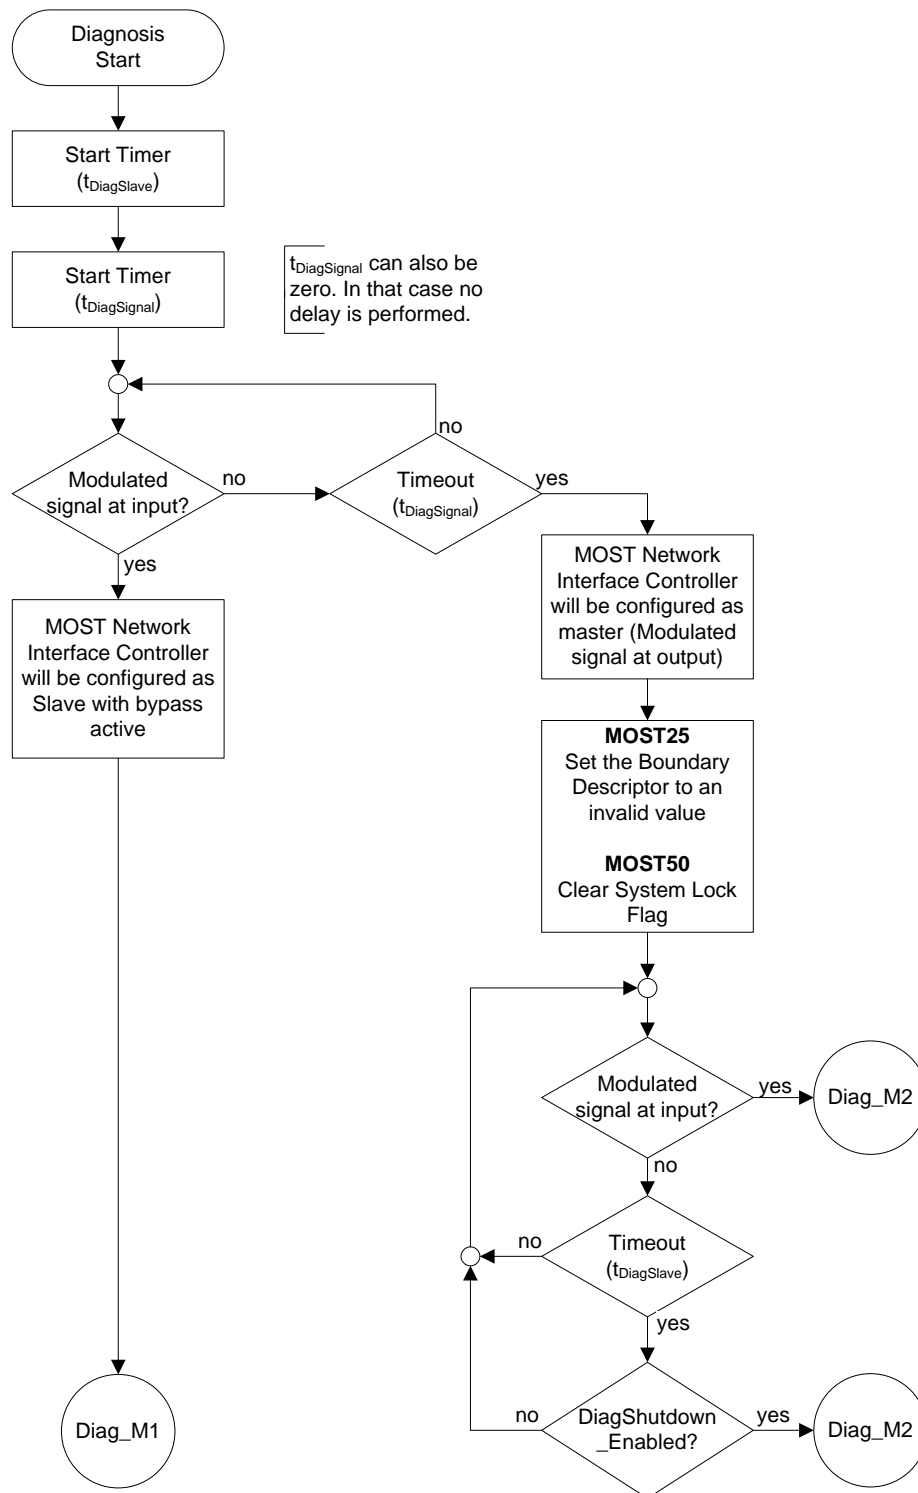 Diagnosis
Start
Start Timer
(tDiagSlave)
Start Timer
(tDiagSignal)
tDiagSignal can also be
zero. In that case no
delay is performed.
no
Modulated
signal at input?
no
Timeout
(tDiagSignal)
yes
yes
MOST Network
Interface Controller
will be configured as
Slave with bypass
active
MOST Network
Interface Controller
will be configured as
master (Modulated
signal at output)
MOST25
Set the Boundary
Descriptor to an
invalid value
MOST50
Clear System Lock
Flag
Modulated
signal at input?
yes
Diag_M2
no
no
Timeout
(tDiagSlave)
yes
Diag_M1
no
DiagShutdown
_Enabled?
yes
Diag_M2